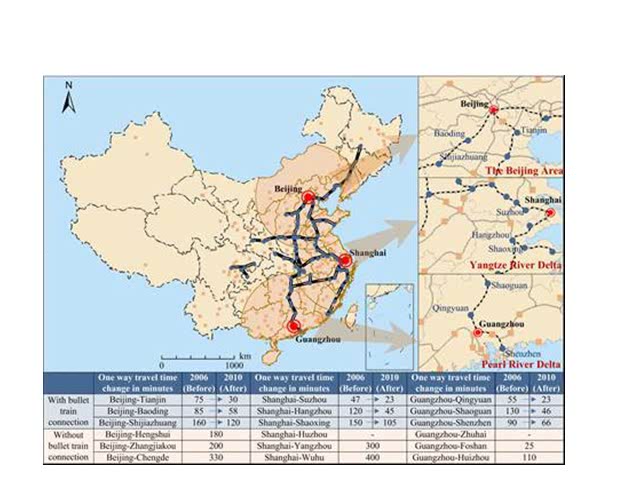 N
Beijing
Baoding
Tianjin
Shijiazhuang
The Beijing Area
Beijing
Shanghai
Suzhou
Hangzhou
Shaoxing
Yangtze River Delta
Shanghai
Shaoguan
Qingyuan
Guangzhou
Shenzhen
Pearl River Delta
Guangzhou
km
0 1000
One way travel time 2006 2010 One way travel time 2006 2010 One way travel time 2006 2010
change in minutes (Before) (After) change in minutes (Before) (After) change in minutes (Before) (After)
With bullet train connection
Beijing-Tianjin 75 30 Shanghai-Suzhou 47 23 Guangzhou-Qingyuan 55 23
Beijing-Baoding 85 58 Shanghai-Hangzhou 120 45 Guangzhou-Shaoguan 130 46
Beijing-Shijiazhuang 160 120 Shanghai-Shaoxing 150 105 Guangzhou-Shenzhen 90 66
Without bullet train connection
Beijing-Hengshui 180 Shanghai-Huzhou - Guangzhou-Zhuhai -
Beijing-Zhangjiakou 200 Shanghai-Yangzhou 300 Guangzhou-Foshan 25
Beijing-Chengde 330 Shanghai-Wuhu 400 Guangzhou-Huizhou 110